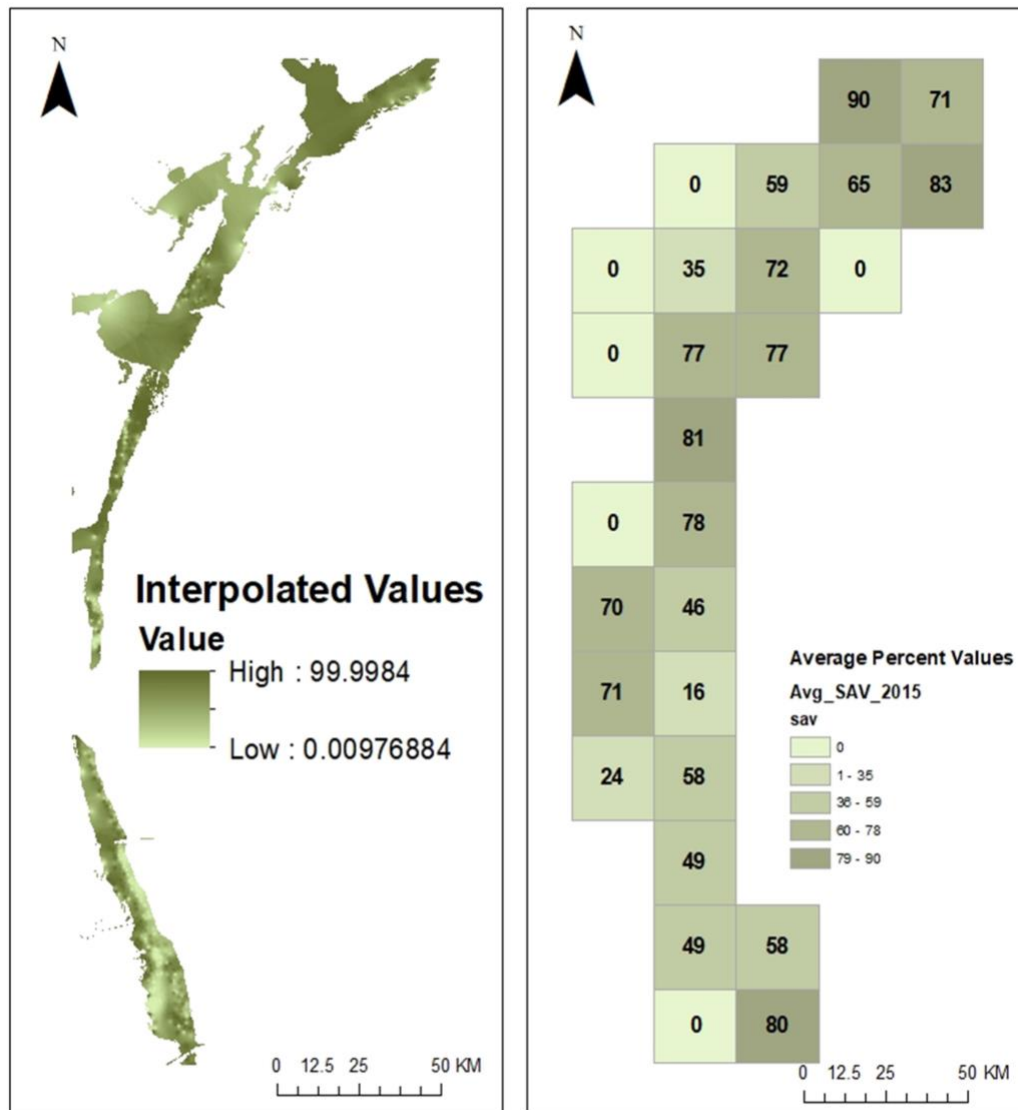 N
Interpolated Values
Value
High : 99.9984
Low : 0.00976884
0 12.5 25 50 KM
N
90 71
0 59 65 83
0 35 72 0
0 77 77
81
0 78
70 46
71 16
24 58
49
49 58
0 80
Average Percent Values
Avg_SAV_2015
sav
0
1 - 35
36 - 59
60 - 78
79 - 90
0 12.5 25 50 KM